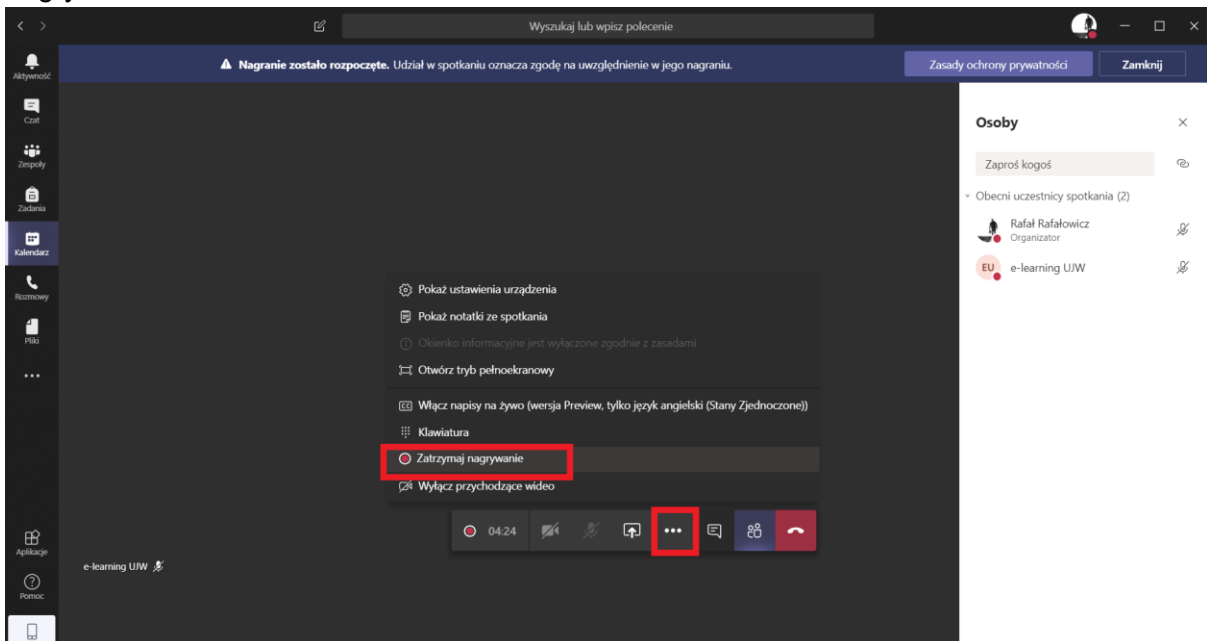 Wyszukaj lub wpisz polecenie
Nagranie zostało rozpoczęte. Udział w spotkaniu oznacza zgodę na uwzględnienie w jego nagraniu.
Zasady ochrony prywatności
Zamknij
Aktywność
Czat
Zespoły
Zadania
Kalendarz
Rozmowy
Pliki
Aplikacje
Pomoc
Osoby
Zaproś kogoś
Obecni uczestnicy spotkania (2)
Rafał Rafałowicz
Organizator
EU
e-learning UJW
Pokaż ustawienia urządzenia
Pokaż notatki ze spotkania
Okienko informacyjne jest wyłączone zgodnie z zasadami
Otwórz tryb pełnoekranowy
CC Włącz napisy na żywo (wersja Preview, tylko język angielski (Stany Zjednoczone))
Klawiatura
Zatrzymaj nagrywanie
Wyłącz przychodzące wideo
04:24
e-learning UJW